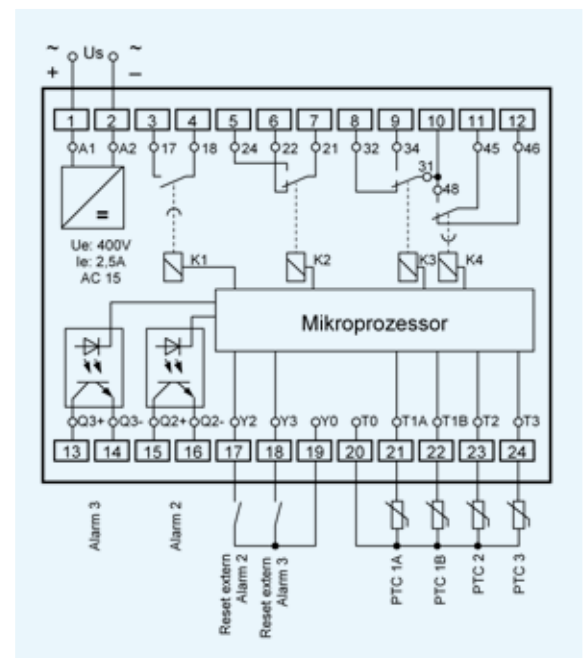 ~ Us ~
+ –
1 2 3 4 5 6 7 8 9 10 11 12
A1 A2 17 18 24 22 21 32 34 31 48 45 46
=
Ue: 400V
Ie: 2,5A
AC 15
K1 K2 K3 K4
Mikroprozessor
Q3+ Q3- Q2+ Q2- Y2 Y3 Y0 T0 T1A T1B T2 T3
13 14 15 16 17 18 19 20 21 22 23 24
Alarm 3
Alarm 2
Reset extern
Alarm 2
Reset extern
Alarm 3
PTC 1A
PTC 1B
PTC 2
PTC 3